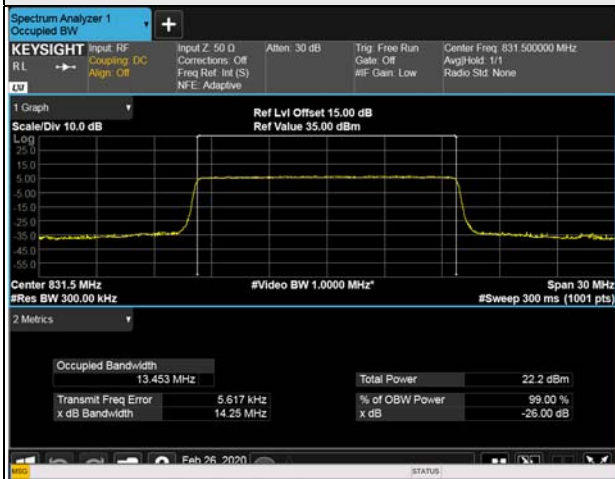 Spectrum Analyzer 1
Occupied BW
+
KEYSIGHT Input: RF Input Z: 50 Ω Atten: 30 dB Trig: Free Run Center Freq: 831.500000 MHz
RL Coupling: DC Corrections: Off Gate: Off Avg|Hold: 1/1
Align: Off Freq Ref: Int (S) #IF Gain: Low Radio Std: None
LXI NFE: Adaptive
1 Graph
Ref Lvl Offset 15.00 dB
Scale/Div 10.0 dB Ref Value 35.00 dBm
Log
25.0
15.0
5.00
-5.00
-15.0
-25.0
-35.0
-45.0
-55.0
Center 831.5 MHz #Video BW 1.0000 MHz* Span 30 MHz
#Res BW 300.00 kHz #Sweep 300 ms (1001 pts)
2 Metrics
Occupied Bandwidth
13.453 MHz Total Power 22.2 dBm
Transmit Freq Error 5.617 kHz % of OBW Power 99.00 %
x dB Bandwidth 14.25 MHz x dB -26.00 dB
Feb 26, 2020
MSG STATUS